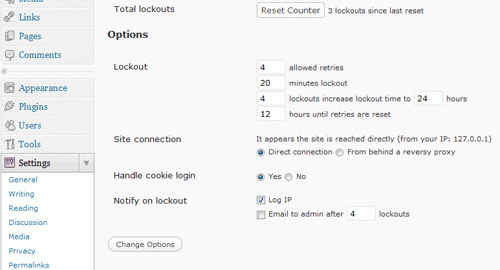 Media
Links
Pages
Comments
Appearance
Plugins
Users
Tools
Settings
General
Writing
Reading
Discussion
Media
Privacy
Permalinks
Total lockouts
Reset Counter 3 lockouts since last reset
Options
Lockout
4 allowed retries
20 minutes lockout
4 lockouts increase lockout time to 24 hours
12 hours until retries are reset
Site connection
It appears the site is reached directly (from your IP: 127.0.0.1)
Direct connection From behind a reversy proxy
Handle cookie login
Yes No
Notify on lockout
Log IP
Email to admin after 4 lockouts
Change Options